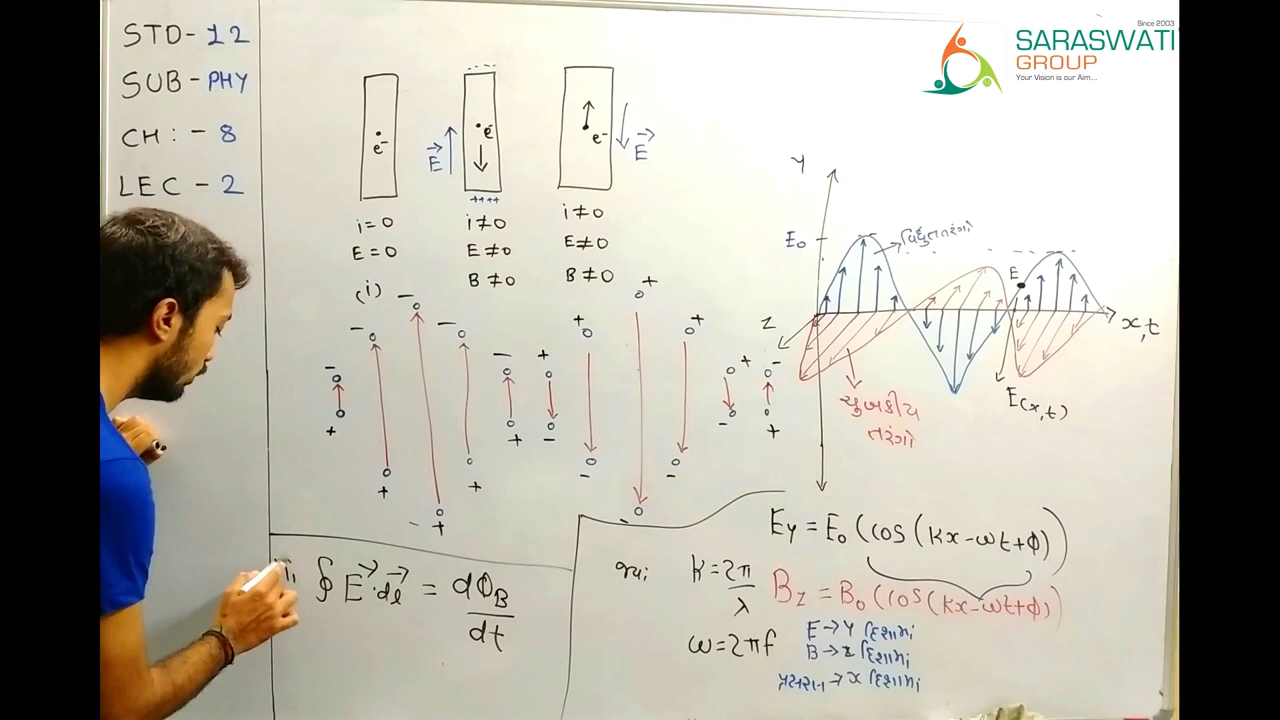 STD-12
SUB-PHY
CH:-8
LEC-2
Since 2003
SARASWATI
GROUP
Your Vision is our Aim...
e⁻
i=0
E=0
(i)
E⃗
e⁻
++++
i≠0
E≠0
B≠0
e⁻
E⃗
i≠0
E≠0
B≠0
Y
E₀
વિદ્યુતતરંગો
E
Z
x,t
E(x,t)
ચુંબકીય
તરંગો
∮ E⃗·dl⃗ = dΦB/dt
Ey = E₀ (cos(kx-ωt+ϕ))
જ્યાં K=2π/λ
Bz = B₀ (cos(kx-ωt+ϕ))
ω=2πf
E→Y દિશામાં
B→z દિશામાં
પ્રસરણ→x દિશામાં